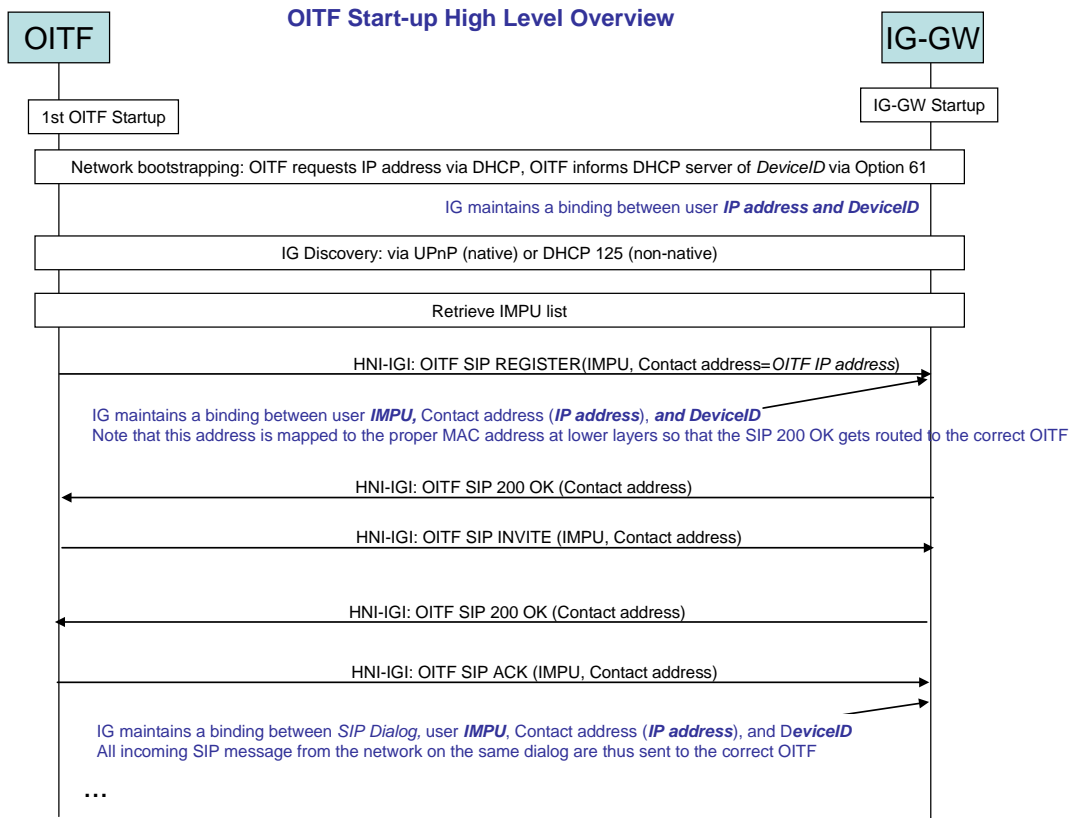 OITF Start-up High Level Overview
OITF
IG-GW
1st OITF Startup
IG-GW Startup
Network bootstrapping: OITF requests IP address via DHCP, OITF informs DHCP server of DeviceID via Option 61
IG maintains a binding between user IP address and DeviceID
IG Discovery: via UPnP (native) or DHCP 125 (non-native)
Retrieve IMPU list
HNI-IGI: OITF SIP REGISTER(IMPU, Contact address=OITF IP address)
IG maintains a binding between user IMPU, Contact address (IP address), and DeviceID
Note that this address is mapped to the proper MAC address at lower layers so that the SIP 200 OK gets routed to the correct OITF
HNI-IGI: OITF SIP 200 OK (Contact address)
HNI-IGI: OITF SIP INVITE (IMPU, Contact address)
HNI-IGI: OITF SIP 200 OK (Contact address)
HNI-IGI: OITF SIP ACK (IMPU, Contact address)
IG maintains a binding between SIP Dialog, user IMPU, Contact address (IP address), and DeviceID
All incoming SIP message from the network on the same dialog are thus sent to the correct OITF
...